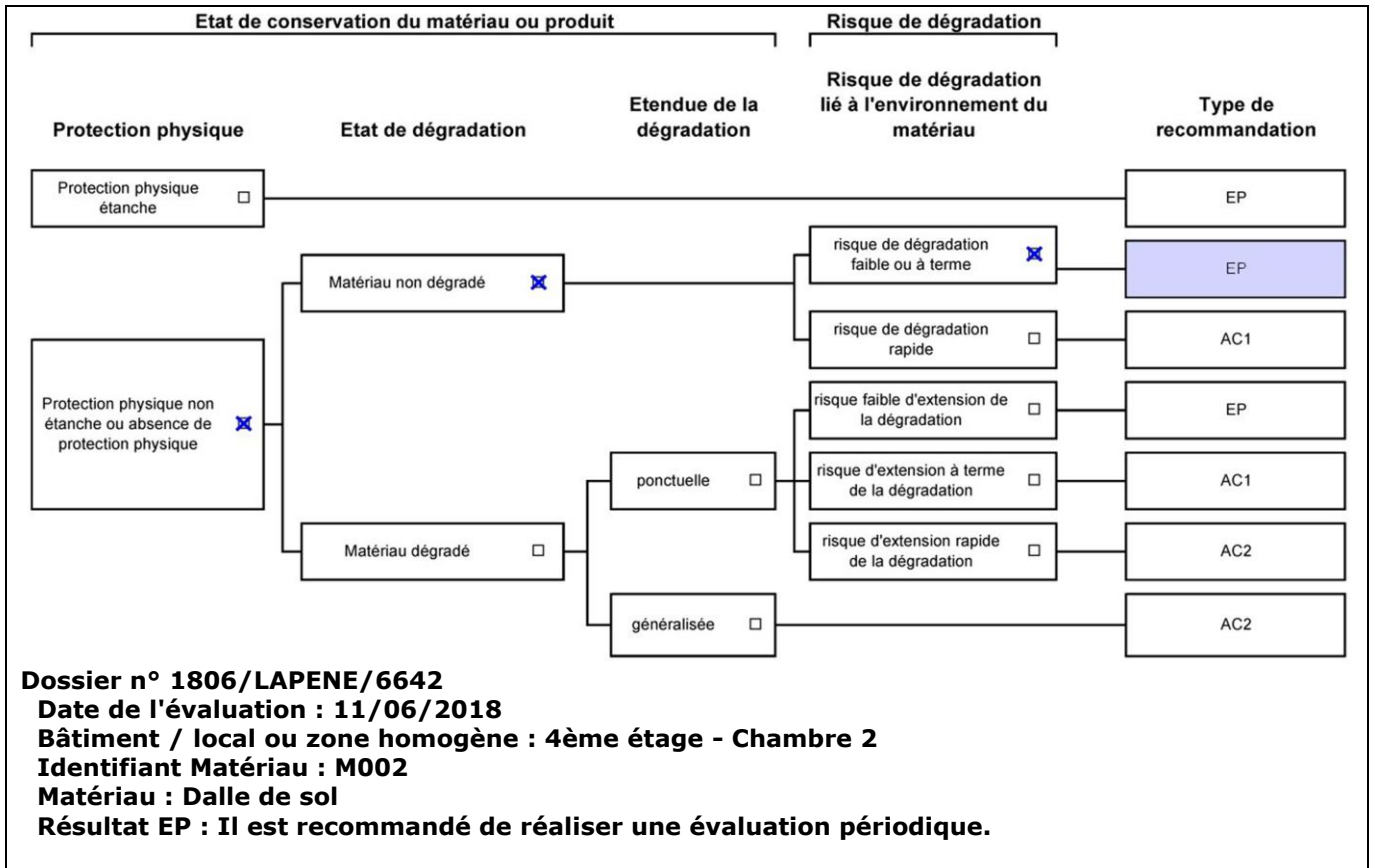 Etat de conservation du matériau ou produit
Risque de dégradation
Protection physique
Etat de dégradation
Etendue de la
dégradation
Risque de dégradation
lié à l'environnement du
matériau
Type de
recommandation
Protection physique
étanche
EP
risque de dégradation
faible ou à terme
EP
Matériau non dégradé
risque de dégradation
rapide
AC1
Protection physique non
étanche ou absence de
protection physique
risque faible d'extension de
la dégradation
EP
ponctuelle
risque d'extension à terme
de la dégradation
AC1
Matériau dégradé
risque d'extension rapide
de la dégradation
AC2
généralisée
AC2
Dossier n° 1806/LAPENE/6642
Date de l'évaluation : 11/06/2018
Bâtiment / local ou zone homogène : 4ème étage - Chambre 2
Identifiant Matériau : M002
Matériau : Dalle de sol
Résultat EP : Il est recommandé de réaliser une évaluation périodique.